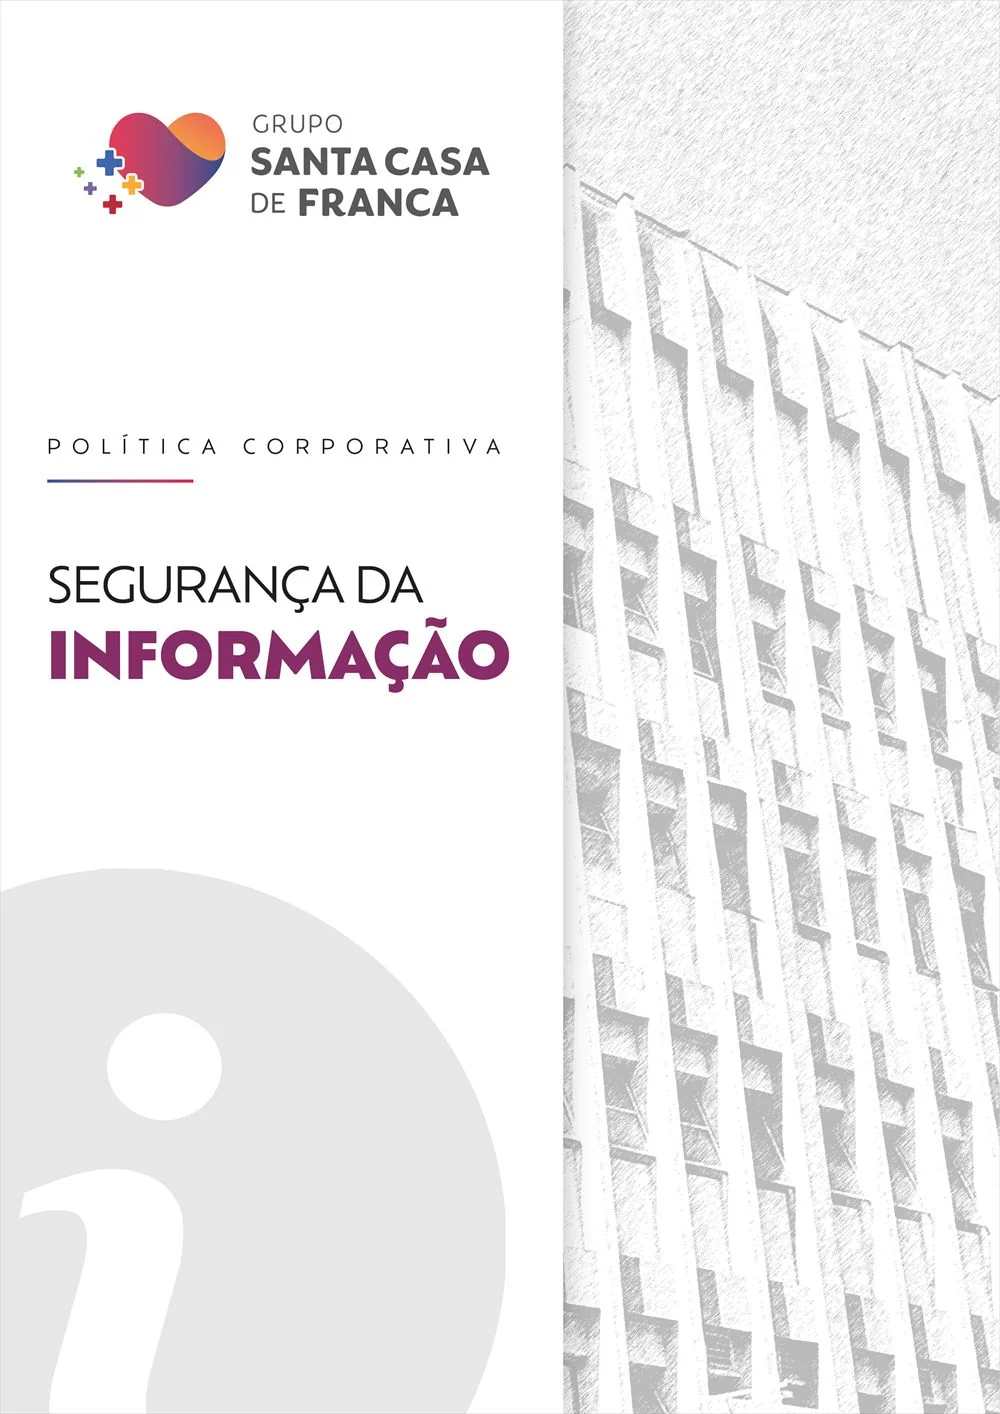 GRUPO
SANTA CASA
DE FRANCA
POLÍTICA CORPORATIVA
SEGURANÇA DA
INFORMAÇÃO
i